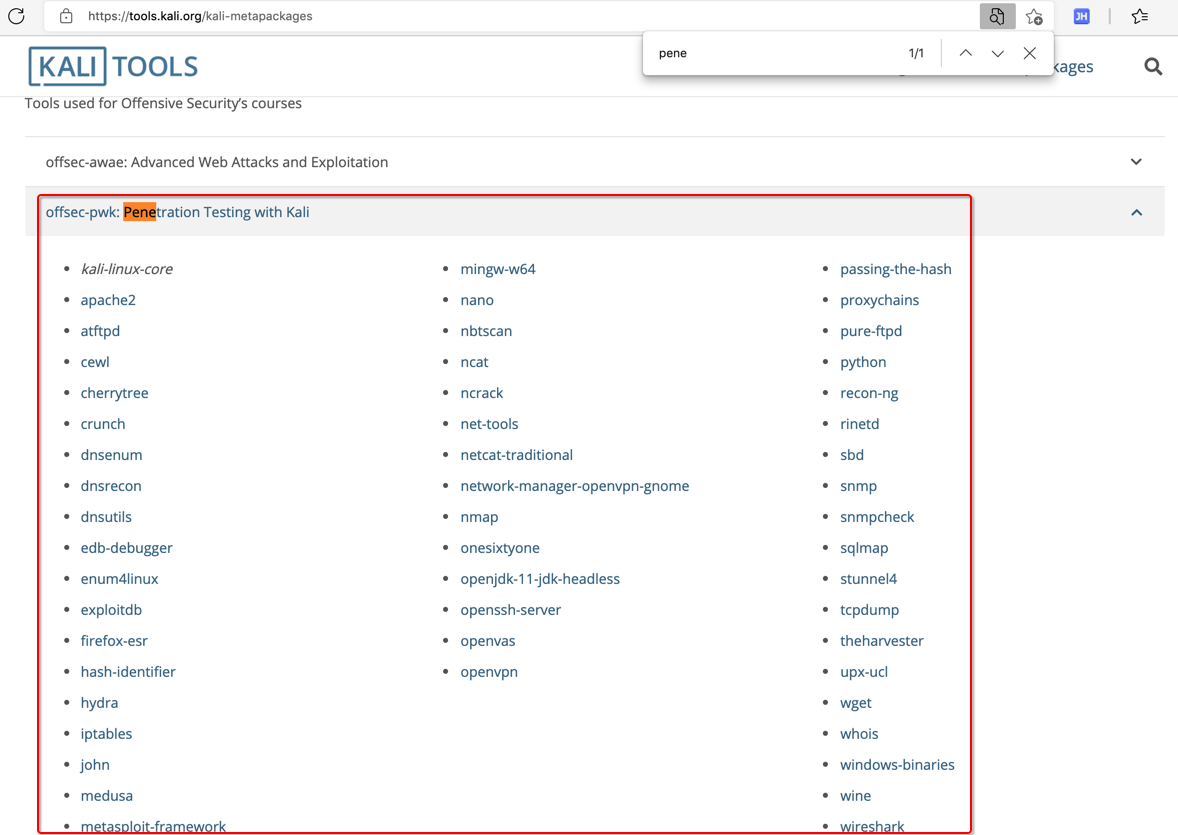 https://tools.kali.org/kali-metapackages
JH
pene
1/1
KALI TOOLS
Tools used for Offensive Security’s courses
offsec-awae: Advanced Web Attacks and Exploitation
offsec-pwk: Penetration Testing with Kali
kali-linux-core
apache2
atftpd
cewl
cherrytree
crunch
dnsenum
dnsrecon
dnsutils
edb-debugger
enum4linux
exploitdb
firefox-esr
hash-identifier
hydra
iptables
john
medusa
metasploit-framework
mingw-w64
nano
nbtscan
ncat
ncrack
net-tools
netcat-traditional
network-manager-openvpn-gnome
nmap
onesixtyone
openjdk-11-jdk-headless
openssh-server
openvas
openvpn
passing-the-hash
proxychains
pure-ftpd
python
recon-ng
rinetd
sbd
snmp
snmpcheck
sqlmap
stunnel4
tcpdump
theharvester
upx-ucl
wget
whois
windows-binaries
wine
wireshark